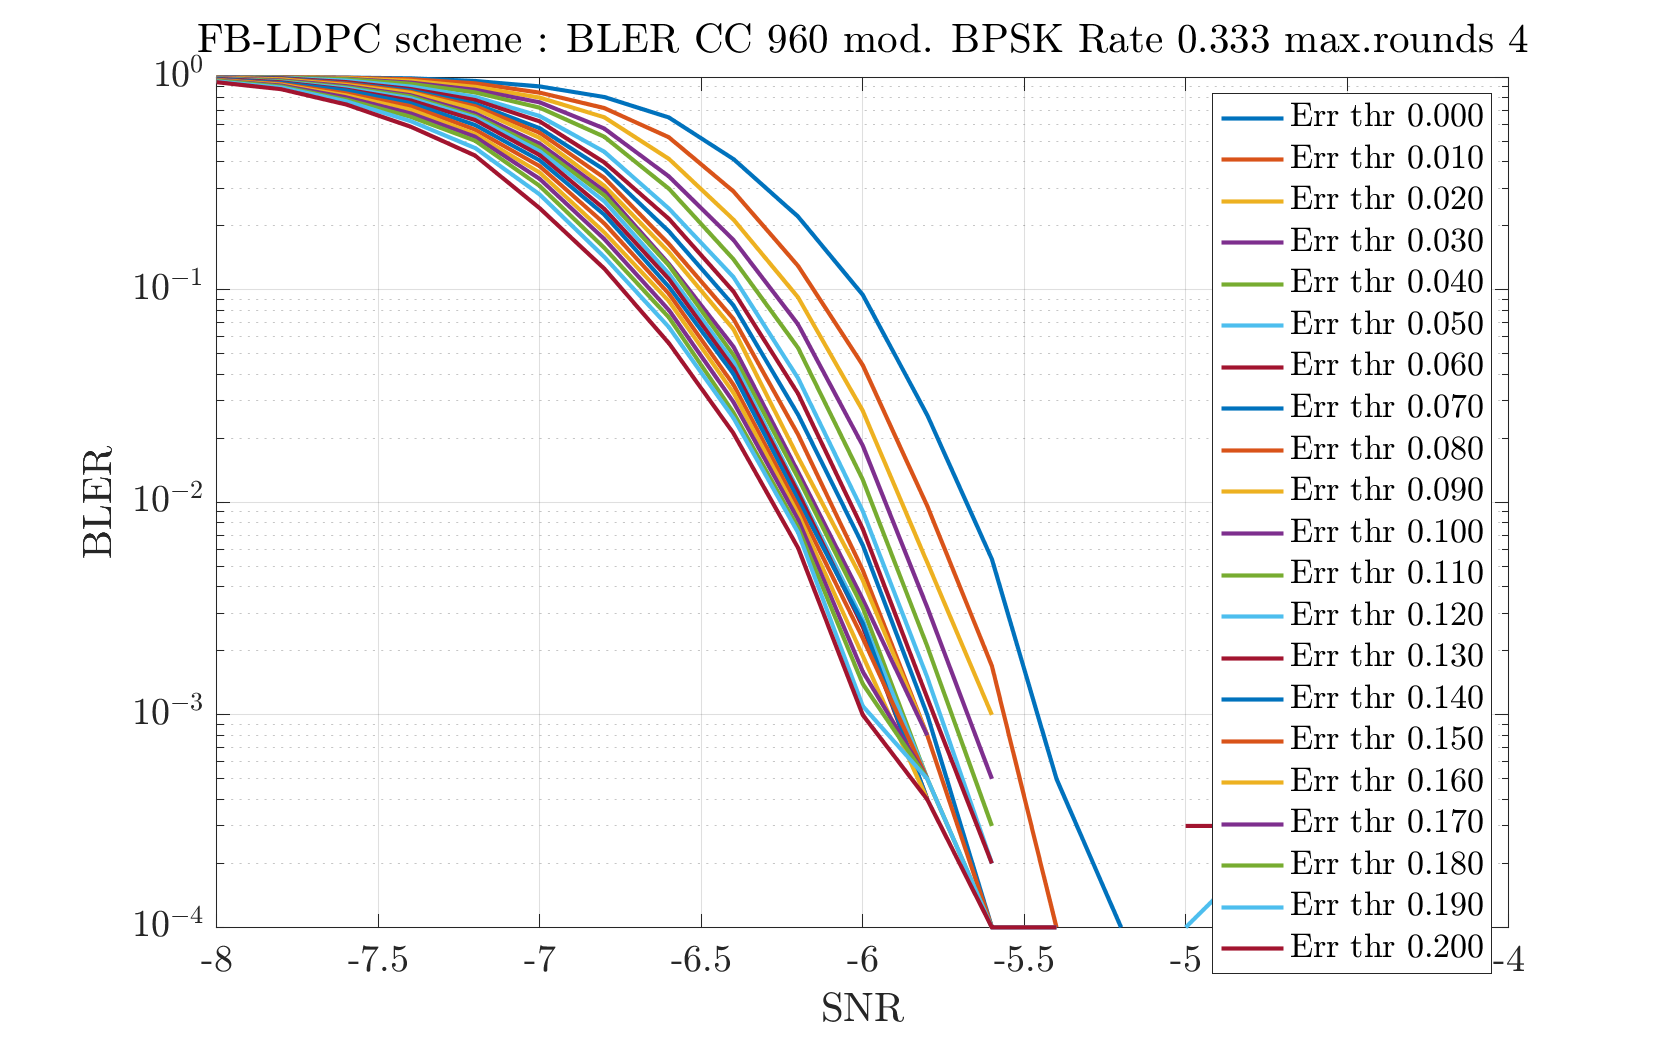 FB-LDPC scheme : BLER CC 960 mod. BPSK Rate 0.333 max.rounds 4
10^0
10^-1
10^-2
10^-3
10^-4
BLER
-8 -7.5 -7 -6.5 -6 -5.5 -5 -4
SNR
Err thr 0.000
Err thr 0.010
Err thr 0.020
Err thr 0.030
Err thr 0.040
Err thr 0.050
Err thr 0.060
Err thr 0.070
Err thr 0.080
Err thr 0.090
Err thr 0.100
Err thr 0.110
Err thr 0.120
Err thr 0.130
Err thr 0.140
Err thr 0.150
Err thr 0.160
Err thr 0.170
Err thr 0.180
Err thr 0.190
Err thr 0.200